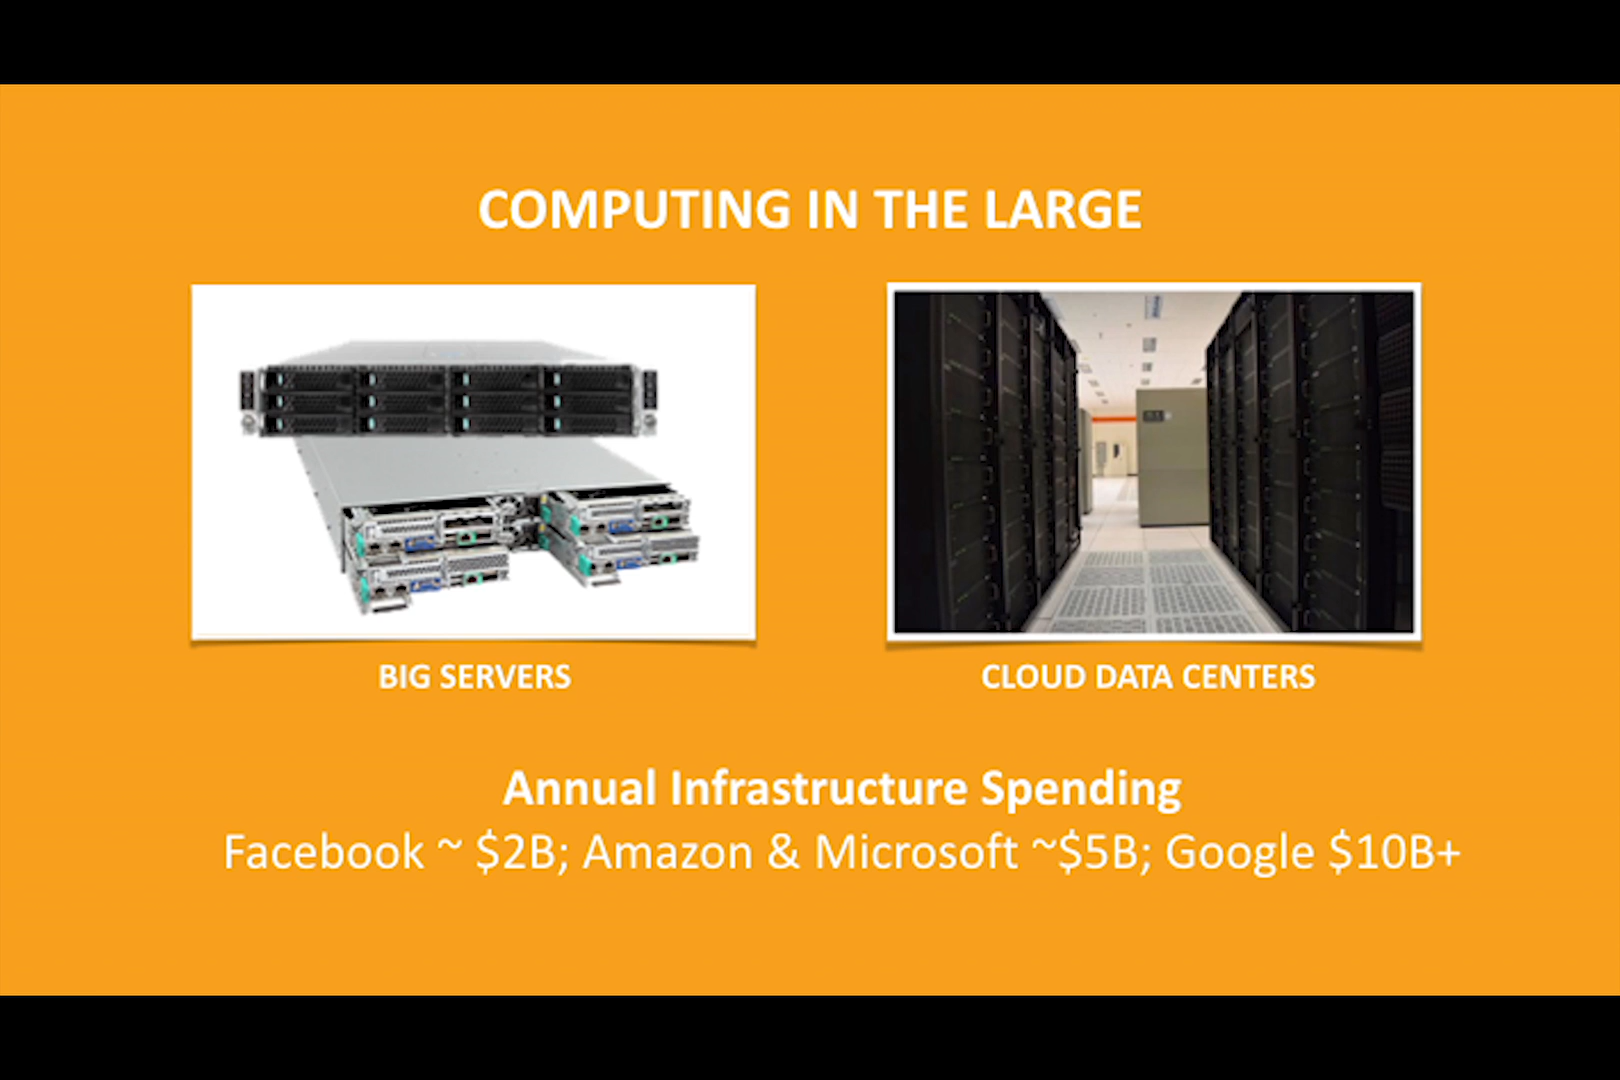 COMPUTING IN THE LARGE
BIG SERVERS
CLOUD DATA CENTERS
Annual Infrastructure Spending
Facebook ~ $2B; Amazon & Microsoft ~$5B; Google $10B+